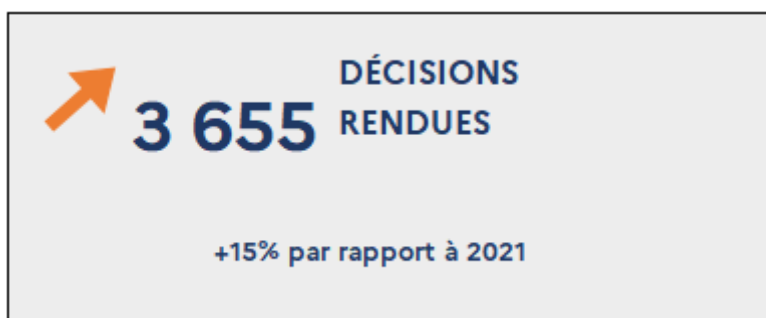 DÉCISIONS
3 655 RENDUES
+15% par rapport à 2021